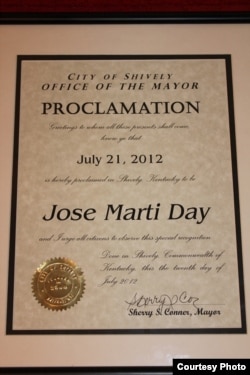 CITY OF SHIVELY
OFFICE OF THE MAYOR
PROCLAMATION
Greetings to whom all these presents shall come
know ye that
July 21, 2012
is hereby proclaimed in Shively, Kentucky to be
Jose Marti Day
and I urge all citizens to observe this special recognition.
Done in Shively, Commonwealth of
Kentucky, this the twentieth day of
July 2012
Sherry S. Conner, Mayor
Courtesy Photo